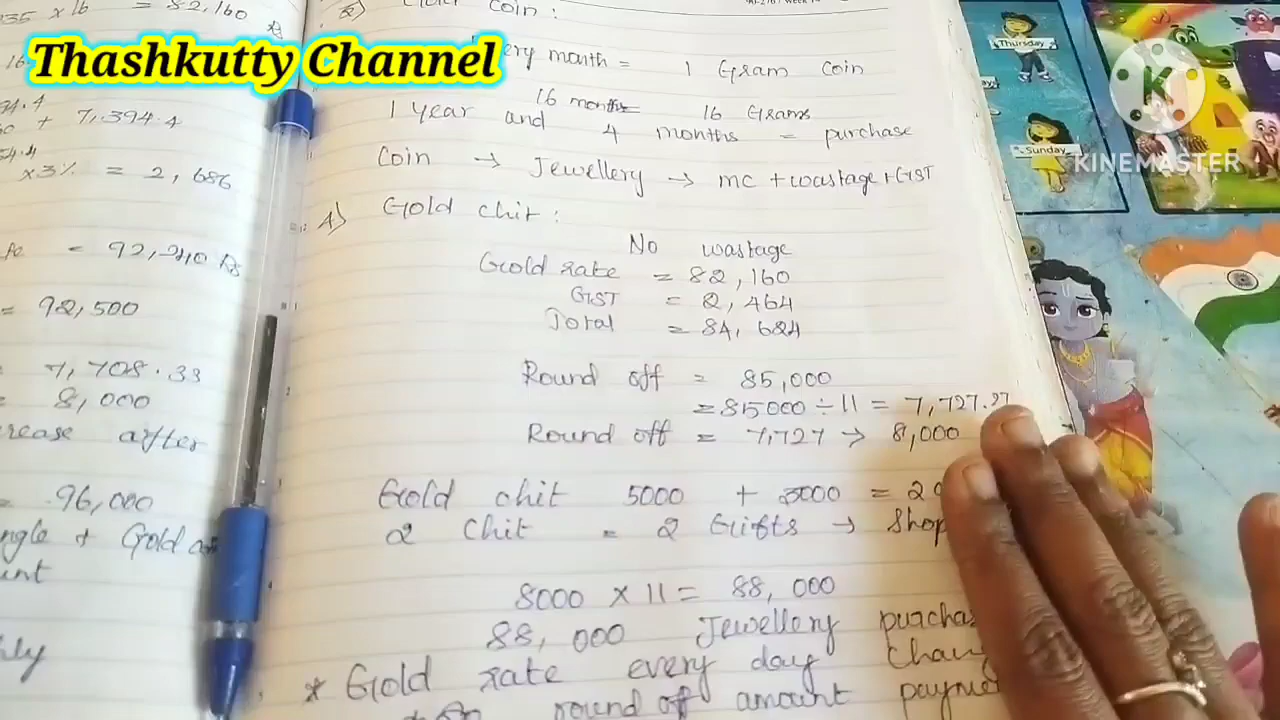 Thashkutty Channel
KINEMASTER
Thursday
Sunday
x16 = 82,160
+ 7,394.4
x3% = 2,686
= 92,240 Rs
= 92,500
7,708.33
= 8,000
after
= 96,000
+ Gold
Coin :
month = 1 Gram Coin
16 months 16 Grams
1 year and 4 months = purchase
Coin → Jewellery → mc + wastage + GST
A) Gold chit :
No wastage
Gold rate = 82,160
GST = 2,464
Total = 84,624
Round off = 85,000
= 85000 ÷ 11 = 7,727.27
Round off = 7,727 → 8,000
Gold chit 5000 + 3000 = 2
2 Chit = 2 Gifts → Shop
8000 x 11 = 88,000
88,000 Jewellery
* Gold rate every day
round off amount